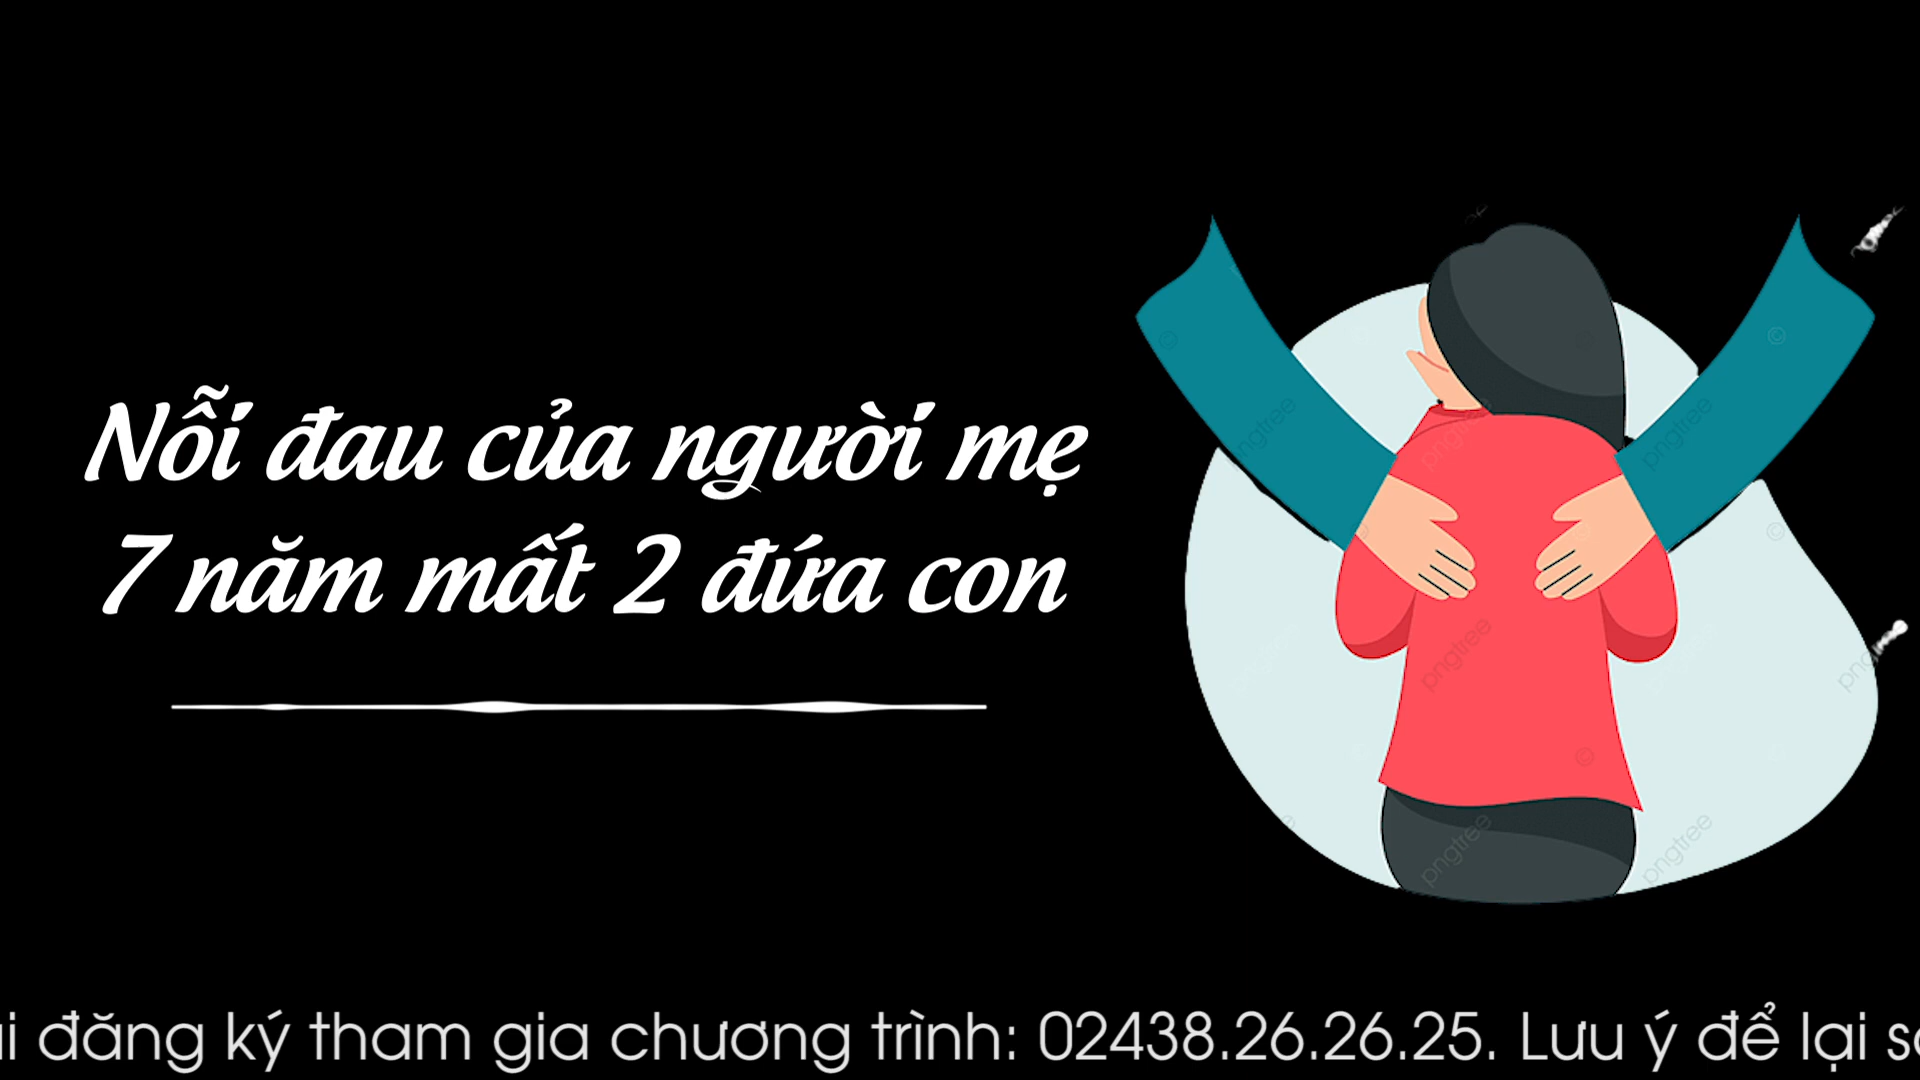 Nỗi đau của người mẹ
7 năm mất 2 đứa con
đăng ký tham gia chương trình: 02438.26.26.25. Lưu ý để lại